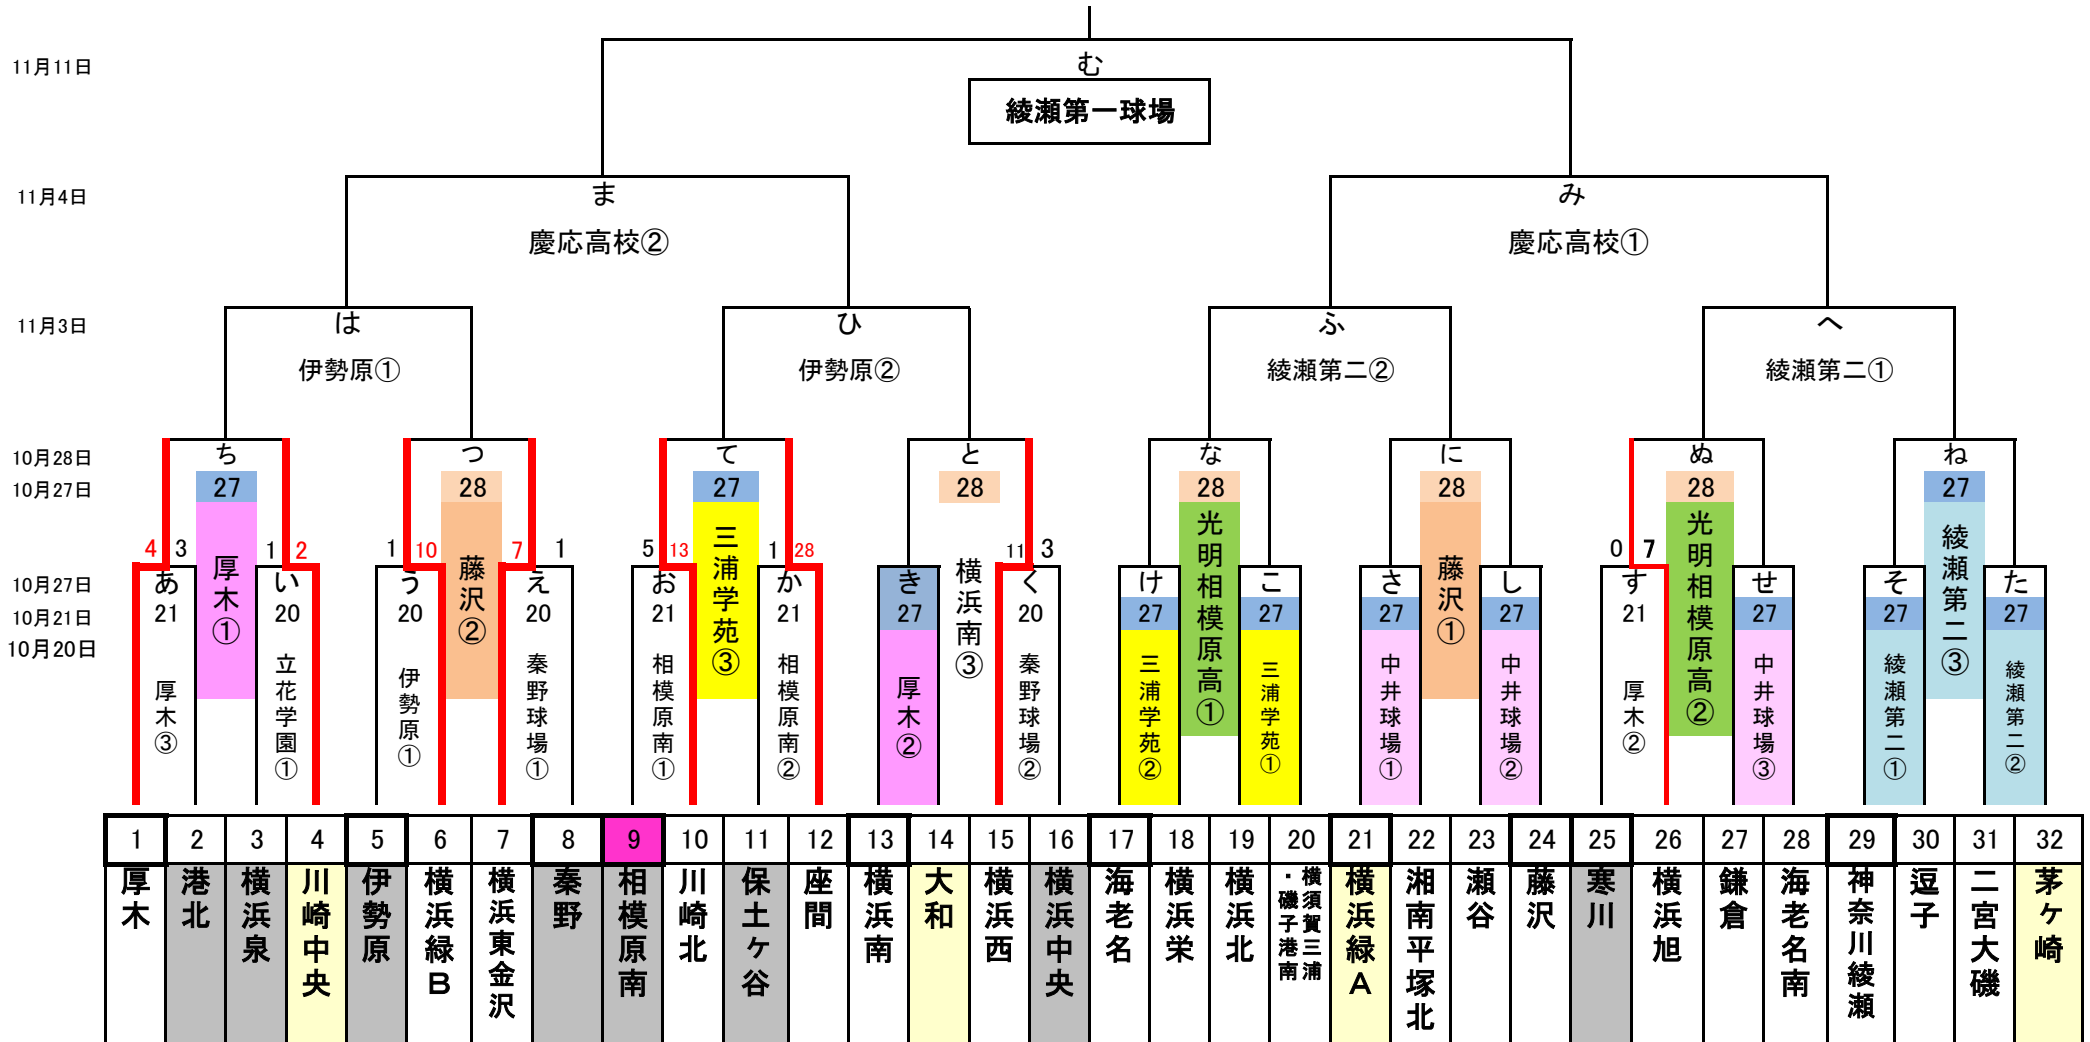 11月11日
む
綾瀬第一球場
11月4日
ま
み
慶応高校②
慶応高校①
11月3日
は
ひ
ふ
へ
伊勢原①
伊勢原②
綾瀬第二②
綾瀬第二①
10月28日
ち
つ
て
と
な
に
ぬ
ね
10月27日
27
28
27
28
28
28
28
27
厚木①
藤沢②
三浦学苑③
横浜南③
光明相模原高①
藤沢①
光明相模原高②
綾瀬第二③
4 3
1 2
1 10
7 1
5 13
1 28
11 3
0 7
10月27日
あ
い
う
え
お
か
き
く
け
こ
さ
し
す
せ
そ
た
10月21日
21
20
20
20
21
21
27
20
27
27
27
27
21
27
27
27
10月20日
厚木③
立花学園①
伊勢原①
秦野球場①
相模原南①
相模原南②
厚木②
秦野球場②
三浦学苑②
三浦学苑①
中井球場①
中井球場②
厚木②
中井球場③
綾瀬第二①
綾瀬第二②
1 2 3 4 5 6 7 8 9 10 11 12 13 14 15 16 17 18 19 20 21 22 23 24 25 26 27 28 29 30 31 32
厚木
港北
横浜泉
川崎中央
伊勢原
横浜緑B
横浜東金沢
秦野
相模原南
川崎北
保土ヶ谷
座間
横浜南
大和
横浜西
横浜中央
海老名
横浜栄
横浜北
横須賀三浦
・磯子港南
横浜緑A
湘南平塚北
瀬谷
藤沢
寒川
横浜旭
鎌倉
海老名南
神奈川綾瀬
逗子
二宮大磯
茅ヶ崎